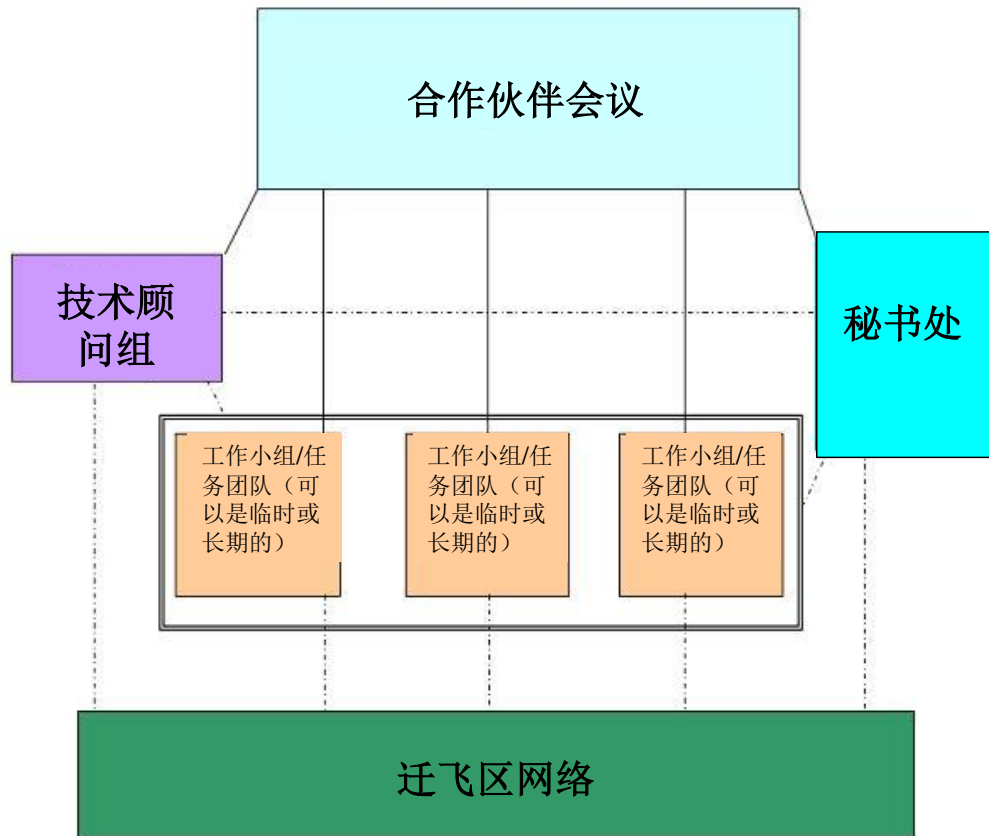 合作伙伴会议
技术顾
问组
秘书处
工作小组/任
务团队（可
以是临时或
长期的）
工作小组/任
务团队（可
以是临时或
长期的）
工作小组/任
务团队（可
以是临时或
长期的）
迁飞区网络